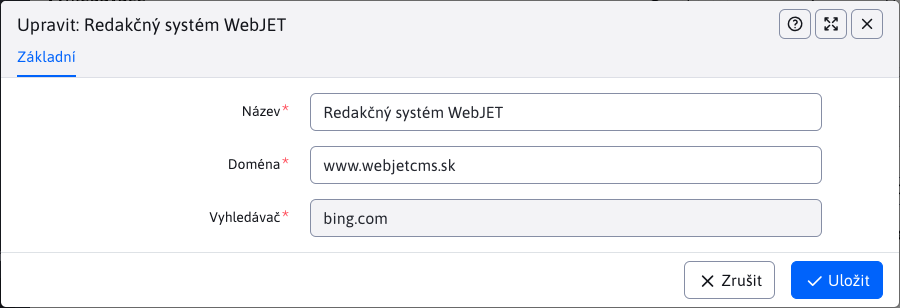 Upravit: Redakčný systém WebJET
Základní
Název*
Redakčný systém WebJET
Doména*
www.webjetcms.sk
Vyhledávač*
bing.com
Zrušit
Uložit